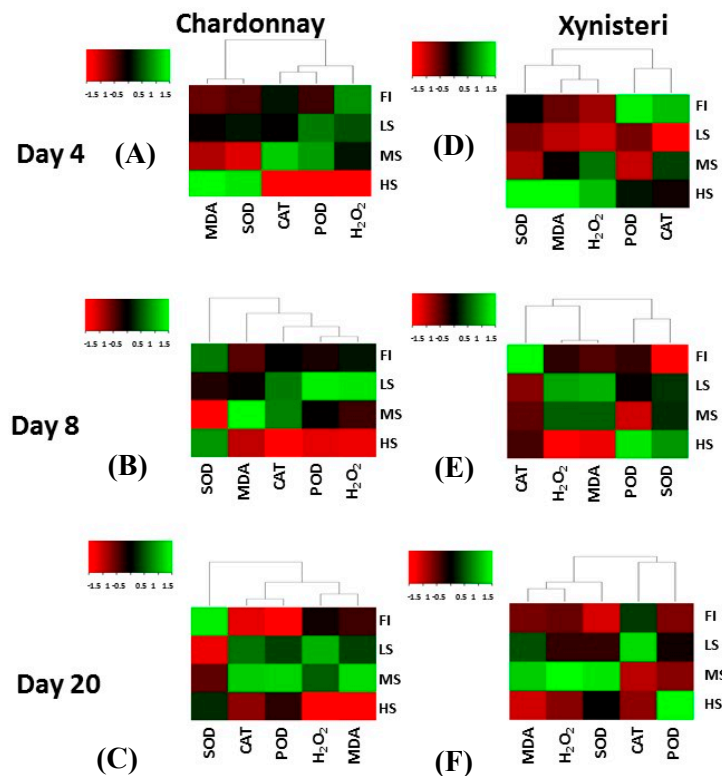 Chardonnay
Xynisteri
-1.5 1 -0.5 0.5 1 1.5
-1.5 1 -0.5 0.5 1 1.5
Day 4
(A)
FI
LS
MS
HS
MDA
SOD
CAT
POD
H₂O₂
(D)
FI
LS
MS
HS
SOD
MDA
H₂O₂
POD
CAT
-1.5 1 -0.5 0.5 1 1.5
-1.5 1 -0.5 0.5 1 1.5
Day 8
(B)
FI
LS
MS
HS
SOD
MDA
CAT
POD
H₂O₂
(E)
FI
LS
MS
HS
CAT
H₂O₂
MDA
POD
SOD
-1.5 1 -0.5 0.5 1 1.5
-1.5 1 -0.5 0.5 1 1.5
Day 20
(C)
FI
LS
MS
HS
SOD
CAT
POD
H₂O₂
MDA
(F)
FI
LS
MS
HS
MDA
H₂O₂
SOD
CAT
POD